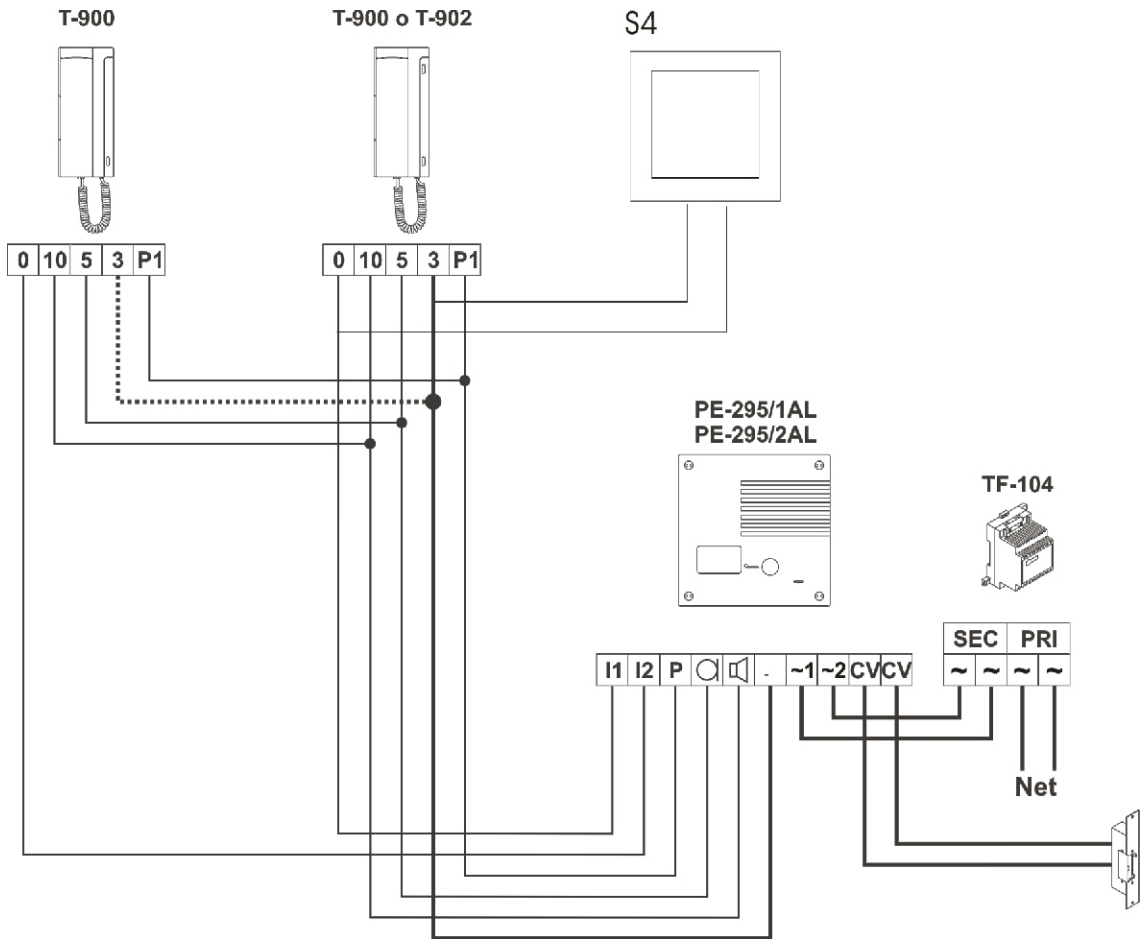 T-900
T-900 o T-902
S4
0 10 5 3 P1
0 10 5 3 P1
PE-295/1AL
PE-295/2AL
TF-104
SEC PRI
I1 I2 P - ~1 ~2 CV CV
~ ~ ~ ~
Net